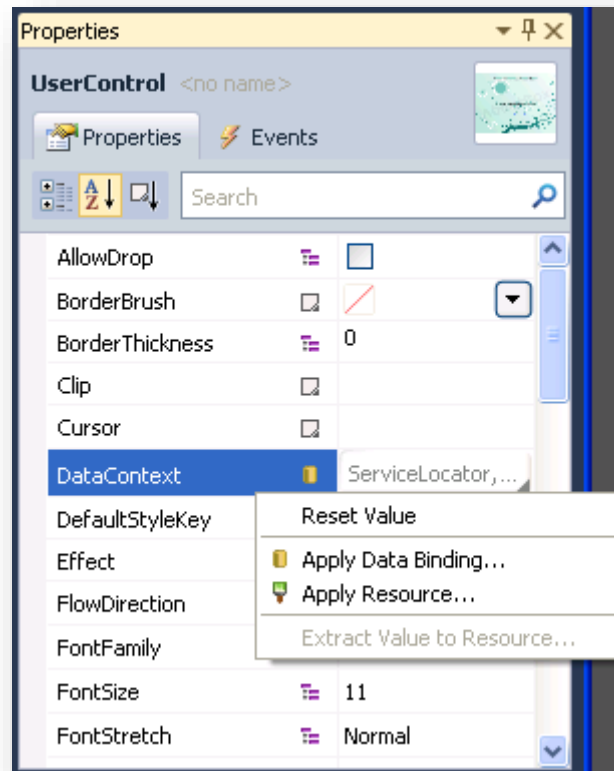 Properties
UserControl <no name>
Properties Events
Search
AllowDrop
BorderBrush
BorderThickness 0
Clip
Cursor
DataContext ServiceLocator,...
DefaultStyleKey Reset Value
Effect Apply Data Binding...
FlowDirection Apply Resource...
FontFamily Extract Value to Resource...
FontSize 11
FontStretch Normal